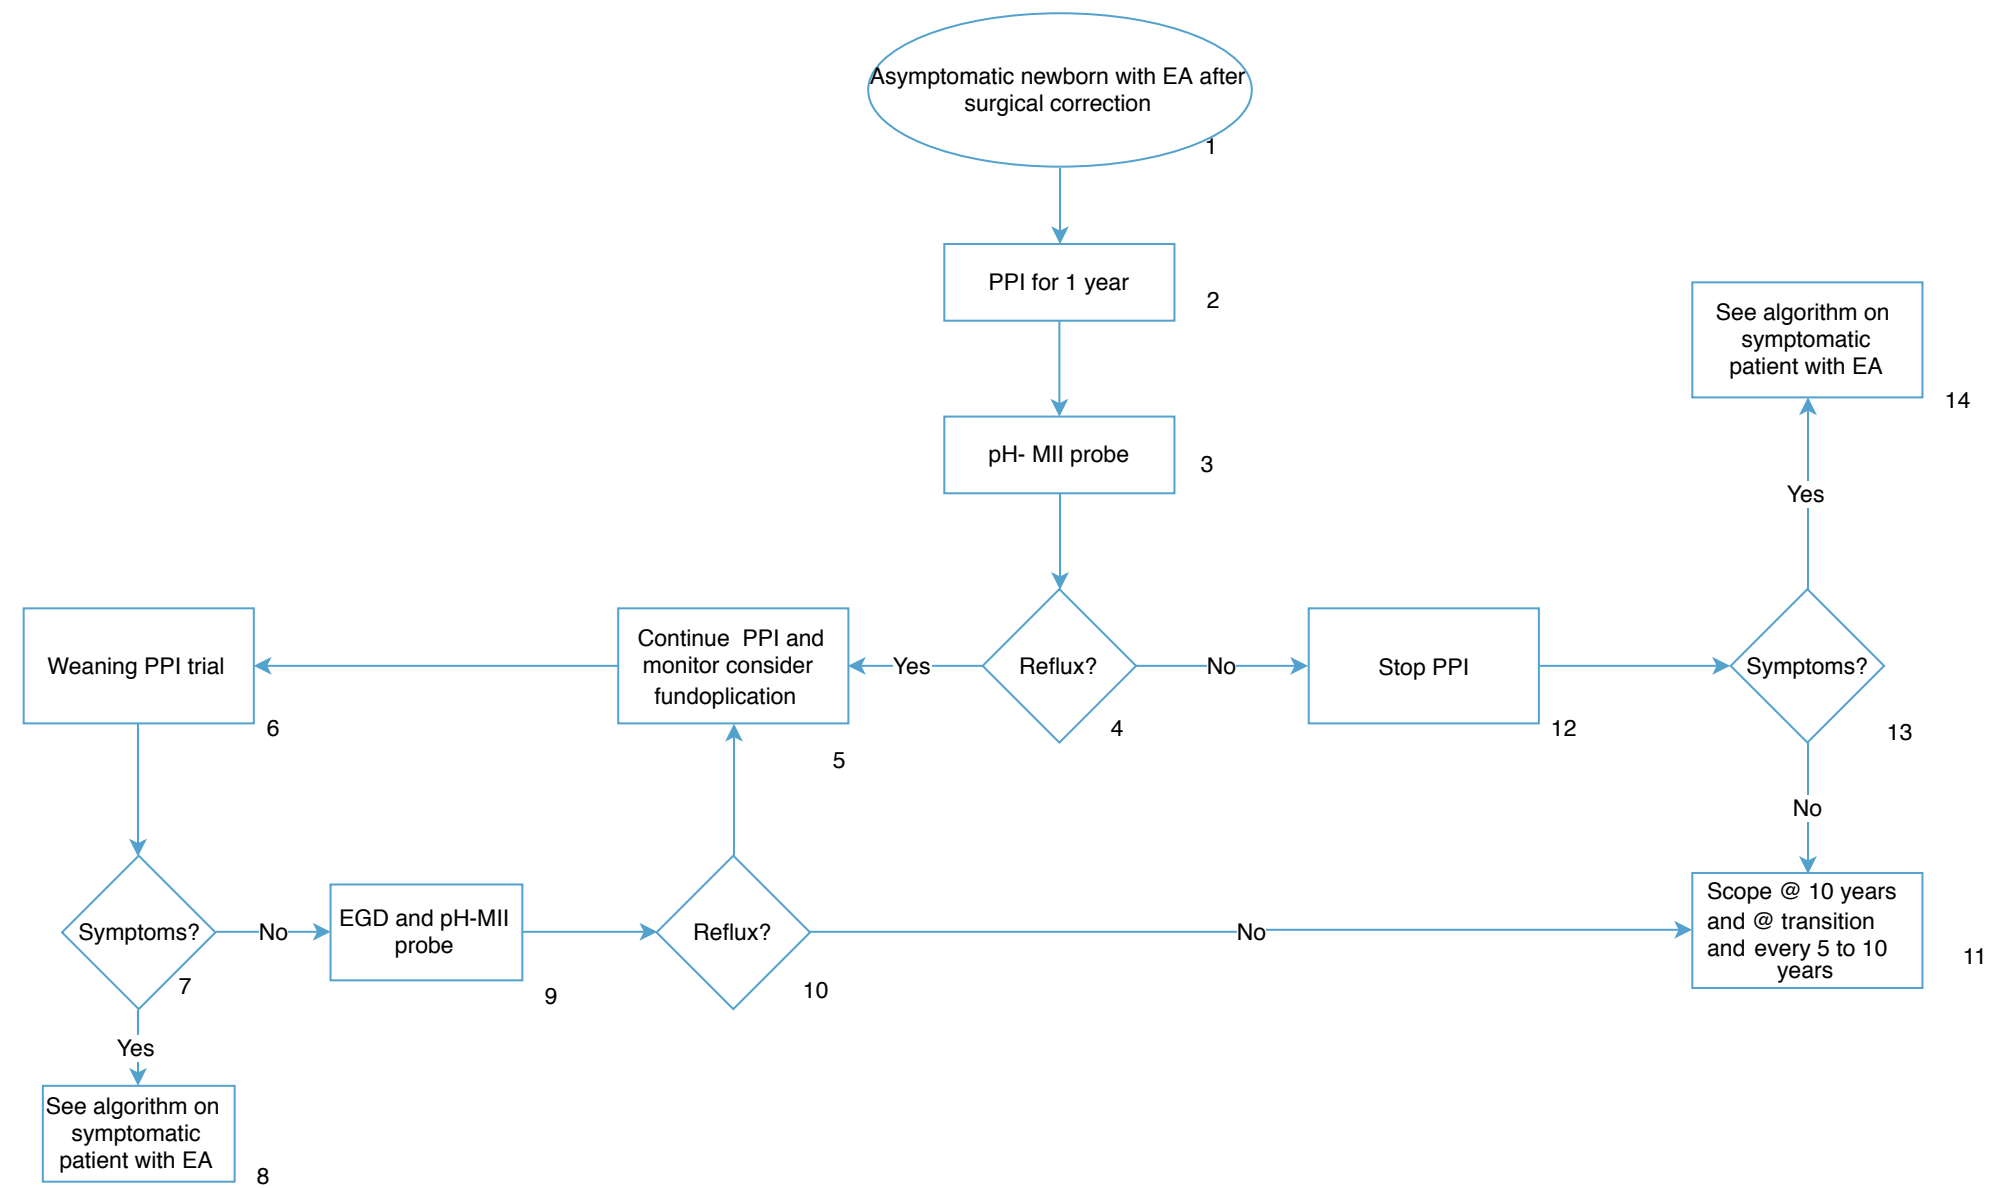 Asymptomatic newborn with EA after
surgical correction
1
PPI for 1 year
2
pH- MII probe
3
Reflux?
4
Yes
No
Continue  PPI and
monitor consider
fundoplication
5
Weaning PPI trial
6
Symptoms?
7
Yes
See algorithm on
symptomatic
patient with EA
8
No
EGD and pH-MII
probe
9
Reflux?
10
No
Scope @ 10 years
and @ transition
and every 5 to 10
years
11
Stop PPI
12
Symptoms?
13
No
Yes
See algorithm on
symptomatic
patient with EA
14